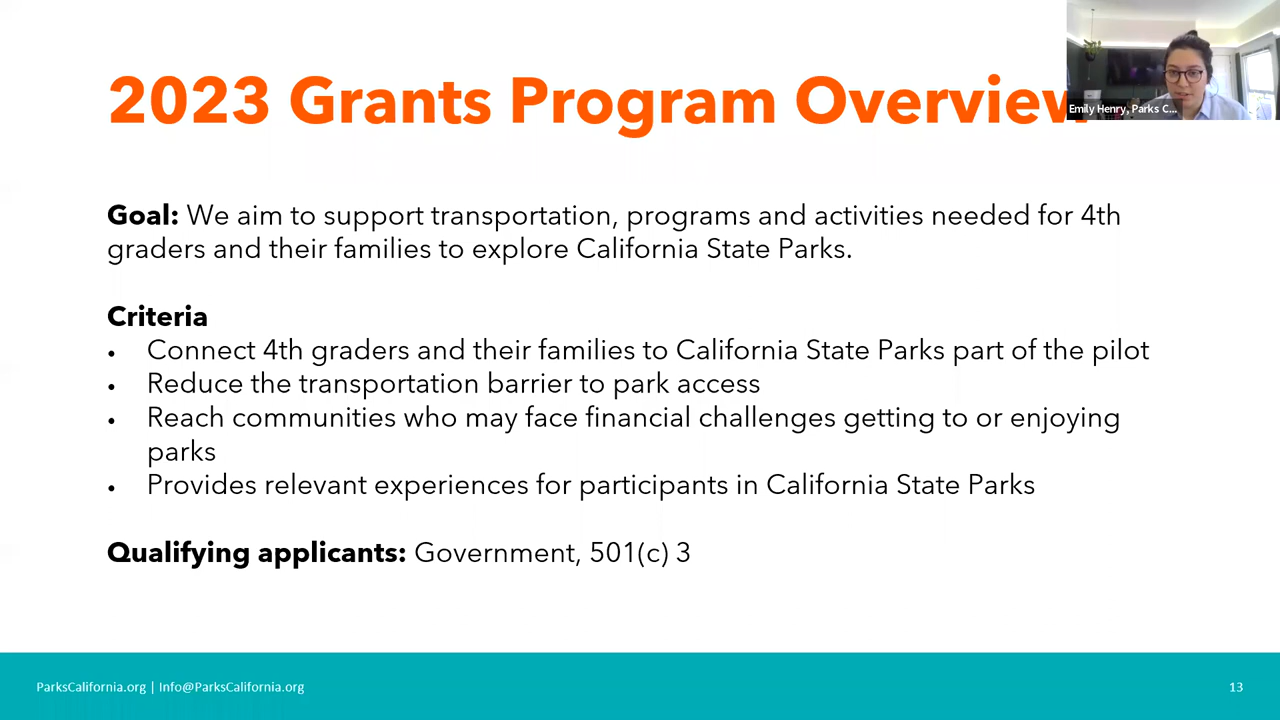 2023 Grants Program Overview
Emily Henry, Parks C...
Goal: We aim to support transportation, programs and activities needed for 4th
graders and their families to explore California State Parks.
Criteria
• Connect 4th graders and their families to California State Parks part of the pilot
• Reduce the transportation barrier to park access
• Reach communities who may face financial challenges getting to or enjoying
parks
• Provides relevant experiences for participants in California State Parks
Qualifying applicants: Government, 501(c) 3
ParksCalifornia.org | Info@ParksCalifornia.org
13